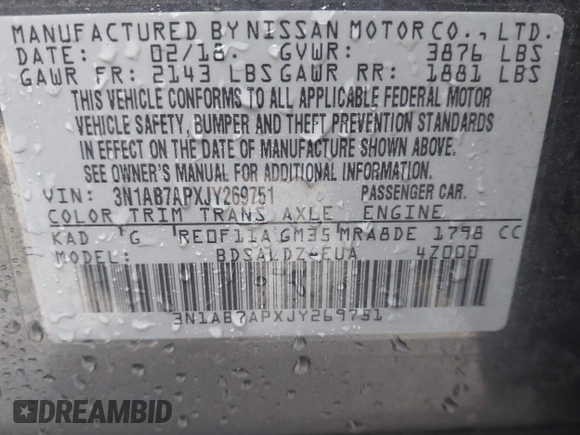 MANUFACTURED BY NISSAN MOTOR CO., LTD.
DATE: 02/18. GVWR: 3876 LBS
GAWR FR: 2143 LBS GAWR RR: 1881 LBS
THIS VEHICLE CONFORMS TO ALL APPLICABLE FEDERAL MOTOR
VEHICLE SAFETY, BUMPER AND THEFT PREVENTION STANDARDS
IN EFFECT ON THE DATE OF MANUFACTURE SHOWN ABOVE.
SEE OWNER'S MANUAL FOR ADDITIONAL INFORMATION.
VIN: 3N1AB7APXJY269751 PASSENGER CAR.
COLOR TRIM TRANS AXLE ENGINE
KAD G RE0F11A GM35 MRA8DE 1798 CC
MODEL: BDSALDZ-EUA 4Z000
3N1AB7APXJY269751
DREAMBID